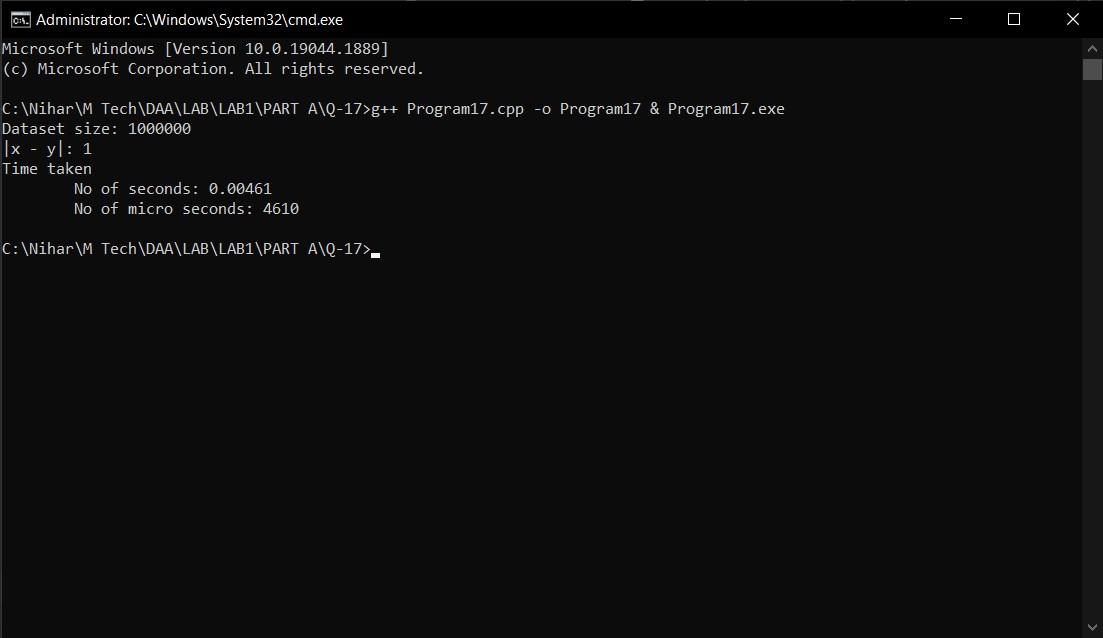 Administrator: C:\Windows\System32\cmd.exe
Microsoft Windows [Version 10.0.19044.1889]
(c) Microsoft Corporation. All rights reserved.
C:\Nihar\M Tech\DAA\LAB\LAB1\PART A\Q-17>g++ Program17.cpp -o Program17 & Program17.exe
Dataset size: 1000000
|x - y|: 1
Time taken
No of seconds: 0.00461
No of micro seconds: 4610
C:\Nihar\M Tech\DAA\LAB\LAB1\PART A\Q-17>